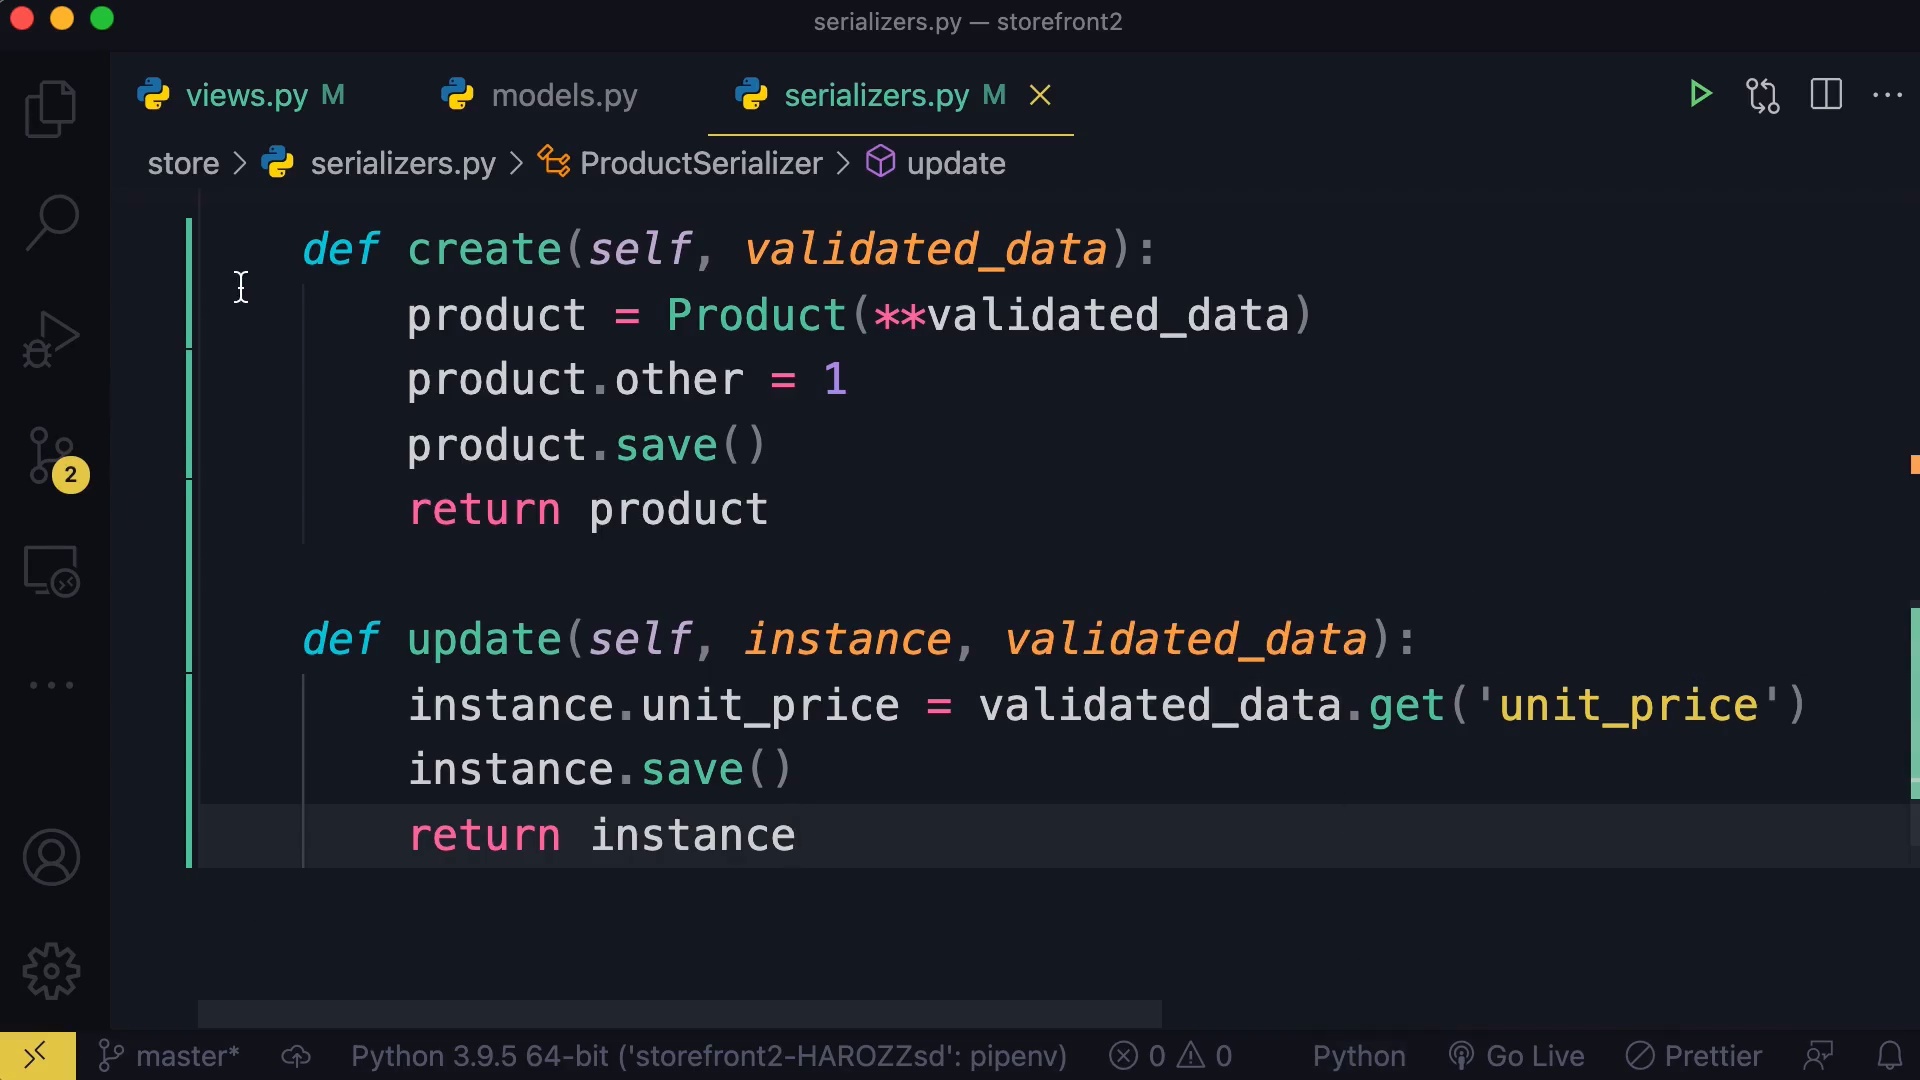 serializers.py — storefront2
views.py M models.py serializers.py M
store > serializers.py > ProductSerializer > update
def create(self, validated_data):
product = Product(**validated_data)
product.other = 1
product.save()
return product
def update(self, instance, validated_data):
instance.unit_price = validated_data.get('unit_price')
instance.save()
return instance
2
master* Python 3.9.5 64-bit ('storefront2-HAROZZsd': pipenv) 0 0 Python Go Live Prettier